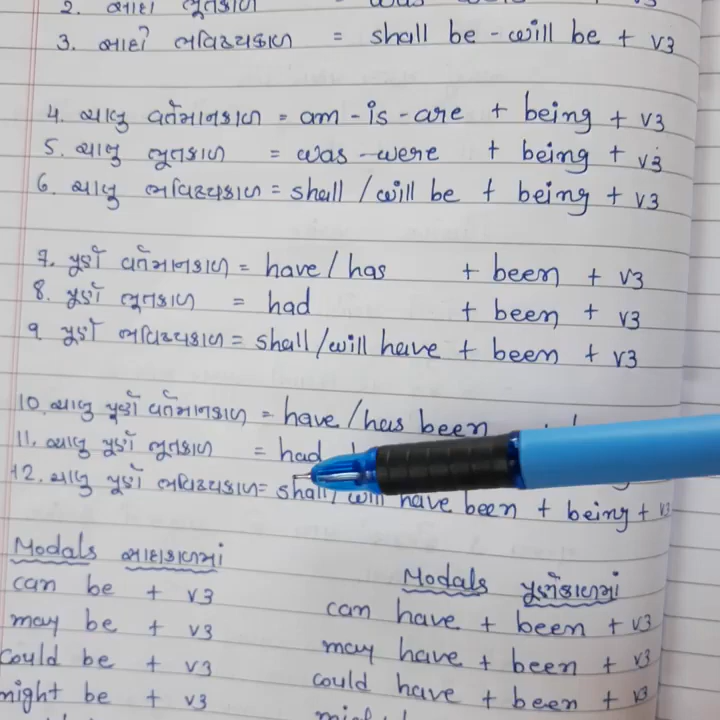 2. સાદા ભૂતકાળ =
3. સાદો ભવિષ્યકાળ = shall be - will be + v3
4. ચાલુ વર્તમાનકાળ = am - is - are + being + v3
5. ચાલુ ભૂતકાળ = was - were + being + v3
6. ચાલુ ભવિષ્યકાળ = shall / will be + being + v3
7. પૂર્ણ વર્તમાનકાળ = have / has + been + v3
8. પૂર્ણ ભૂતકાળ = had + been + v3
9. પૂર્ણ ભવિષ્યકાળ = shall / will have + been + v3
10. ચાલુ પૂર્ણ વર્તમાનકાળ = have / has been
11. ચાલુ પૂર્ણ ભૂતકાળ = had
12. ચાલુ પૂર્ણ ભવિષ્યકાળ = shall / will have been + being + v3
Modals સાદાકાળમાં
can be + v3
may be + v3
could be + v3
might be + v3
Modals પૂર્ણકાળમાં
can have + been + v3
may have + been + v3
could have + been + v3